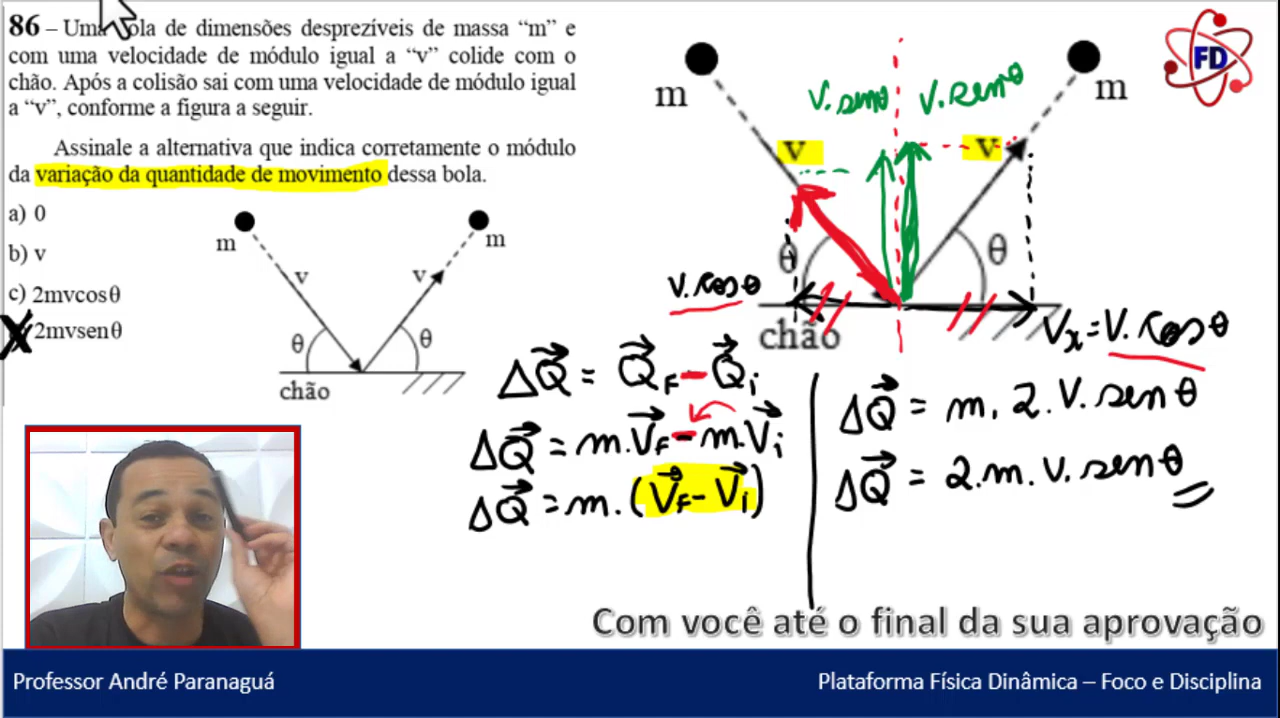 86 – Uma bola de dimensões desprezíveis de massa “m” e
com uma velocidade de módulo igual a “v” colide com o
chão. Após a colisão sai com uma velocidade de módulo igual
a “v”, conforme a figura a seguir.
Assinale a alternativa que indica corretamente o módulo
da variação da quantidade de movimento dessa bola.
a) 0
b) v
c) 2mvcosθ
2mvsenθ
m
m
v
v
θ
θ
chão
m
m
V.senθ
V.senθ
v
v
θ
θ
V.cosθ
chão
Vx = V.cosθ
ΔQ = QF - Qi
ΔQ = m.VF - m.Vi
ΔQ = m.(VF - Vi)
ΔQ = m.2.V.senθ
ΔQ = 2.m.V.senθ
FD
Com você até o final da sua aprovação
Professor André Paranaguá
Plataforma Física Dinâmica – Foco e Disciplina